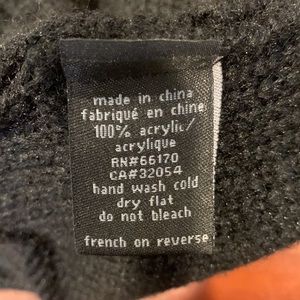 made in china
fabriqué en chine
100% acrylic/
acrylique
RN#66170
CA#32054
hand wash cold
dry flat
do not bleach
french on reverse